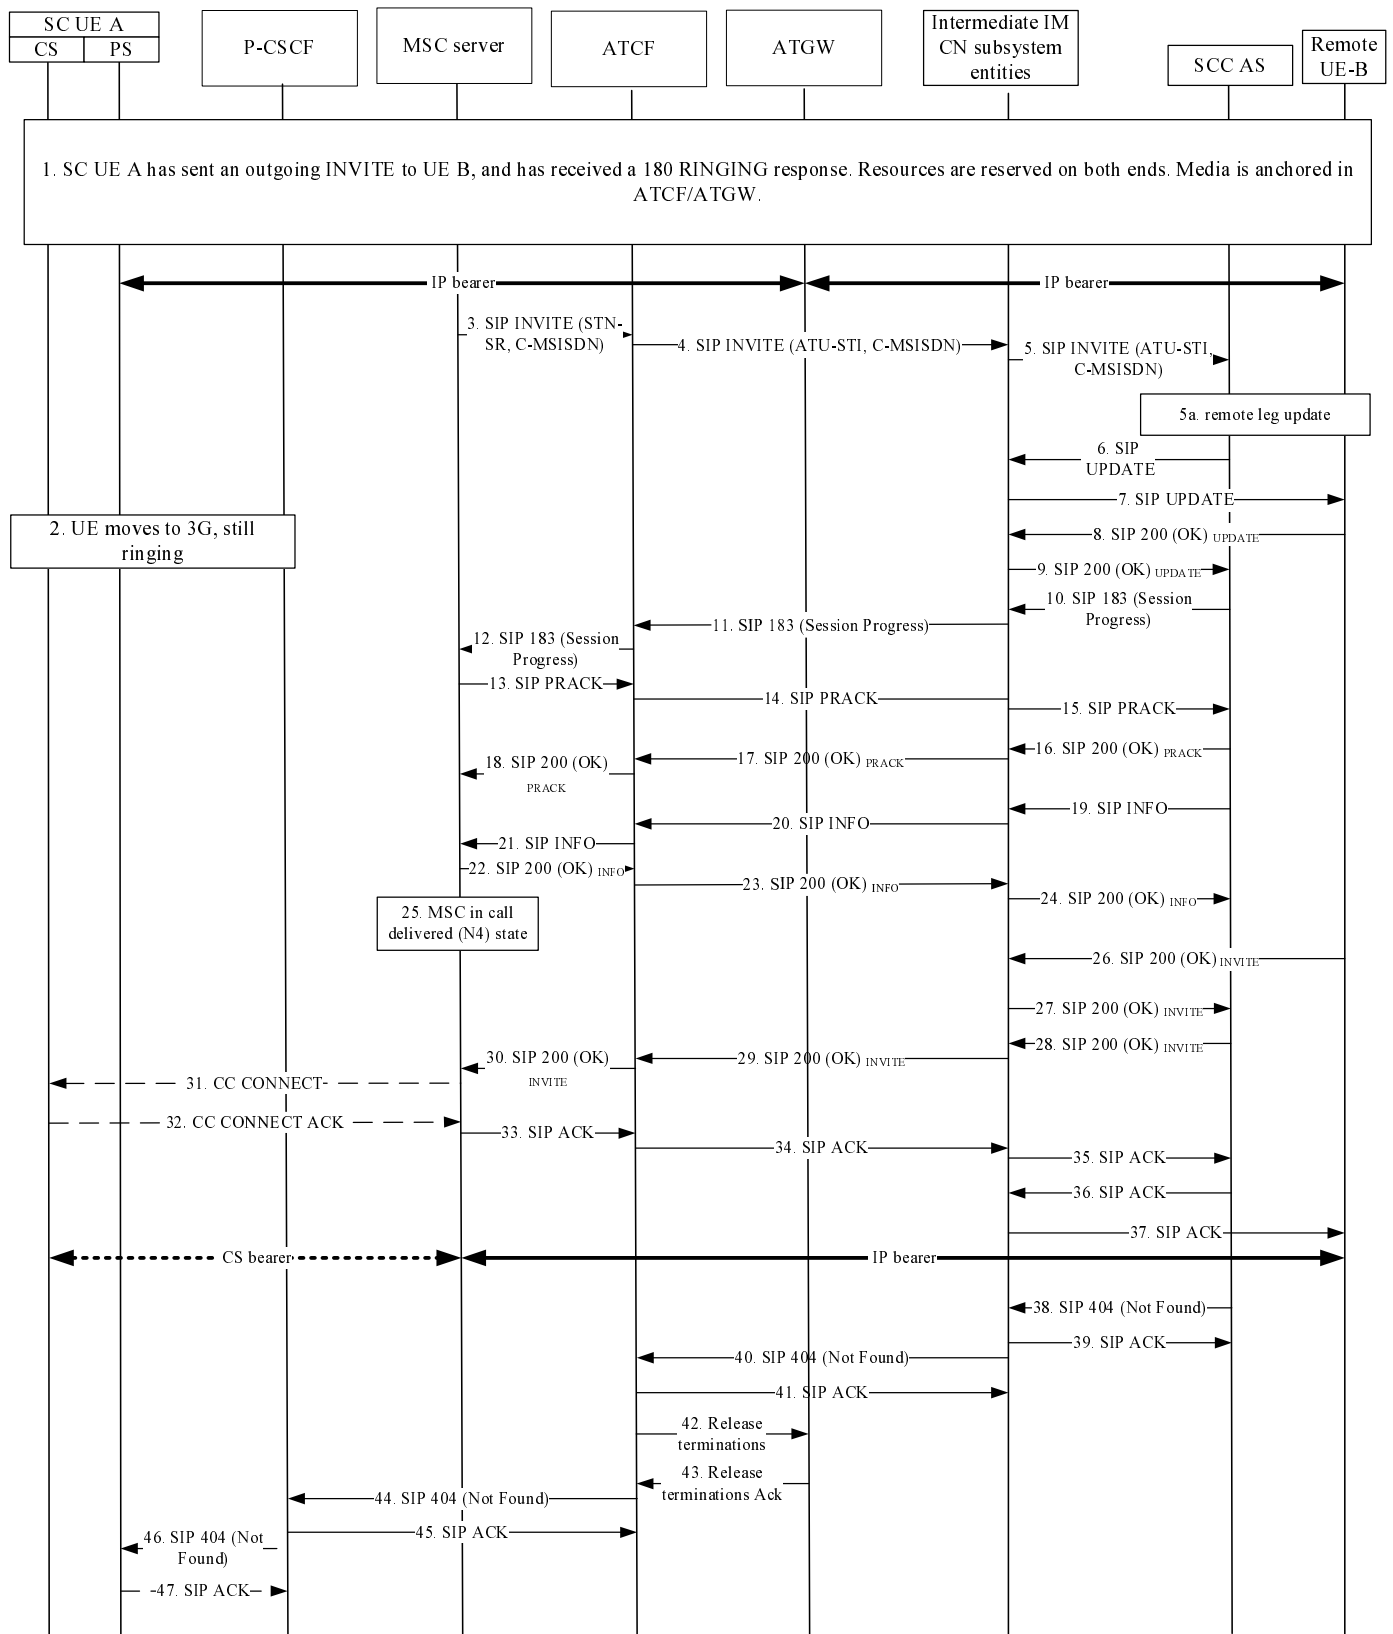 SC UE A
CS
PS
P-CSCF
MSC server
ATCF
ATGW
Intermediate IM
CN subsystem
entities
SCC AS
Remote
UE-B
1. SC UE A has sent an outgoing INVITE to UE B, and has received a 180 RINGING response. Resources are reserved on both ends. Media is anchored in
ATCF/ATGW.
IP bearer
IP bearer
3. SIP INVITE (STN-
SR, C-MSISDN)
4. SIP INVITE (ATU-STI, C-MSISDN)
5. SIP INVITE (ATU-STI,
C-MSISDN)
5a. remote leg update
6. SIP
UPDATE
7. SIP UPDATE
2. UE moves to 3G, still
ringing
8. SIP 200 (OK) UPDATE
9. SIP 200 (OK) UPDATE
10. SIP 183 (Session
Progress)
11. SIP 183 (Session Progress)
12. SIP 183 (Session
Progress)
13. SIP PRACK
14. SIP PRACK
15. SIP PRACK
16. SIP 200 (OK) PRACK
17. SIP 200 (OK) PRACK
18. SIP 200 (OK)
PRACK
19. SIP INFO
20. SIP INFO
21. SIP INFO
22. SIP 200 (OK) INFO
23. SIP 200 (OK) INFO
24. SIP 200 (OK) INFO
25. MSC in call
delivered (N4) state
26. SIP 200 (OK) INVITE
27. SIP 200 (OK) INVITE
28. SIP 200 (OK) INVITE
29. SIP 200 (OK) INVITE
30. SIP 200 (OK)
INVITE
31. CC CONNECT
32. CC CONNECT ACK
33. SIP ACK
34. SIP ACK
35. SIP ACK
36. SIP ACK
37. SIP ACK
CS bearer
IP bearer
38. SIP 404 (Not Found)
39. SIP ACK
40. SIP 404 (Not Found)
41. SIP ACK
42. Release
terminations
43. Release
terminations Ack
44. SIP 404 (Not Found)
45. SIP ACK
46. SIP 404 (Not
Found)
47. SIP ACK